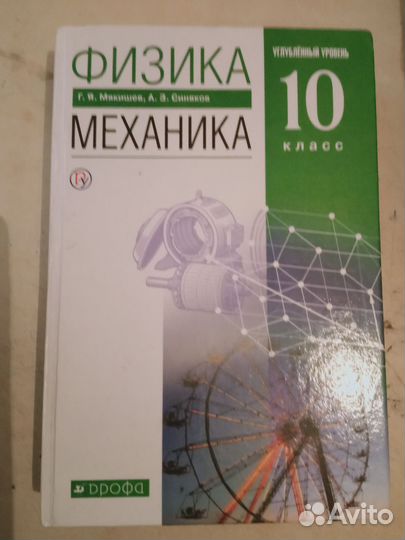 ФИЗИКА
УГЛУБЛЁННЫЙ УРОВЕНЬ
Г. Я. Мякишев, А. З. Синяков
МЕХАНИКА
10
класс
дрофа
Avito